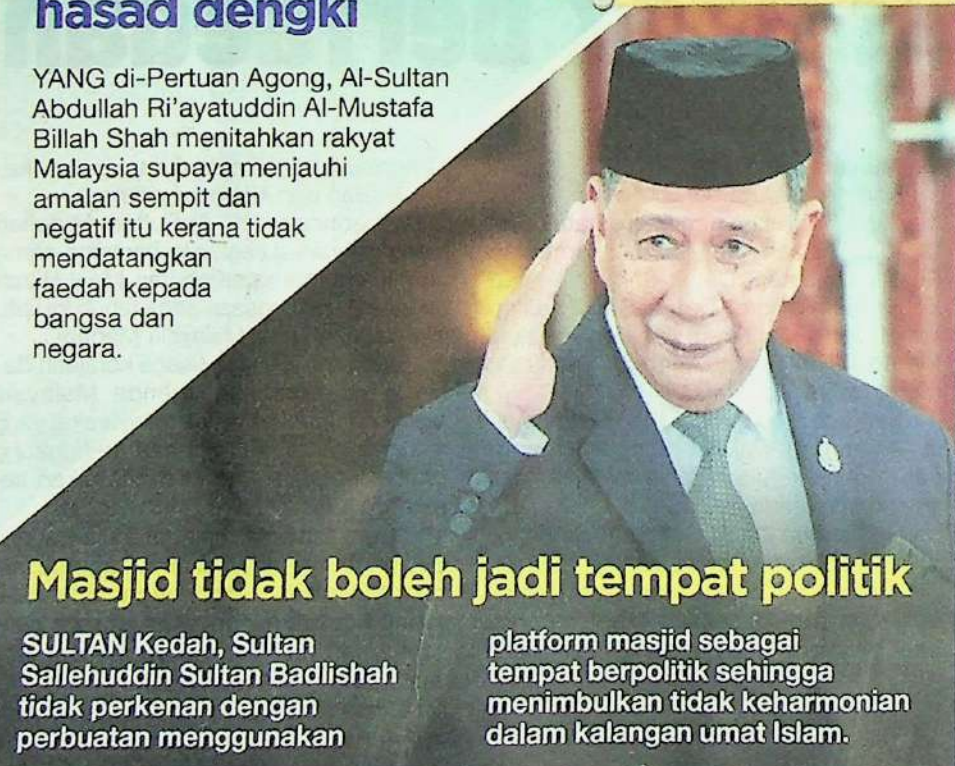 hasad dengki
YANG di-Pertuan Agong, Al-Sultan
Abdullah Ri'ayatuddin Al-Mustafa
Billah Shah menitahkan rakyat
Malaysia supaya menjauhi
amalan sempit dan
negatif itu kerana tidak
mendatangkan
faedah kepada
bangsa dan
negara.
Masjid tidak boleh jadi tempat politik
SULTAN Kedah, Sultan
Sallehuddin Sultan Badlishah
tidak perkenan dengan
perbuatan menggunakan
platform masjid sebagai
tempat berpolitik sehingga
menimbulkan tidak keharmonian
dalam kalangan umat Islam.